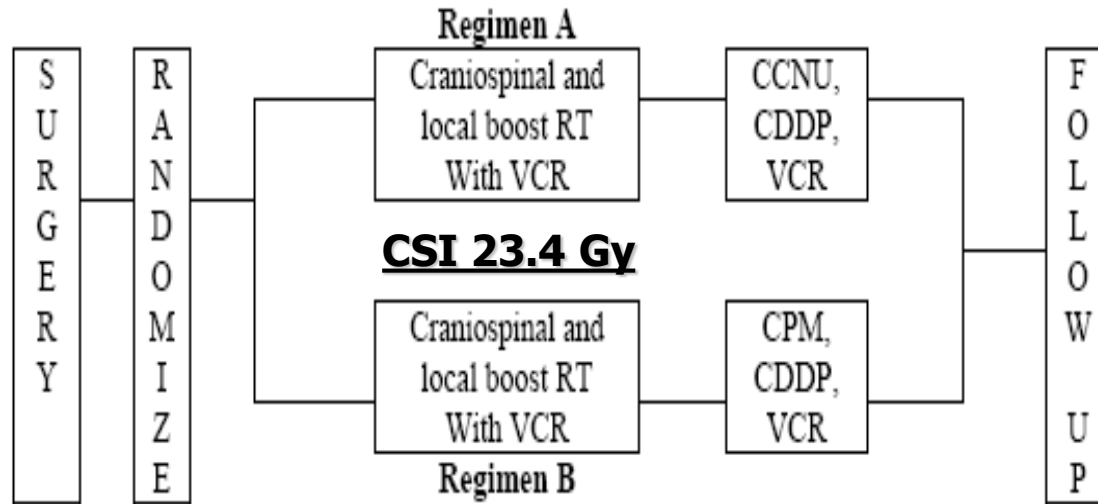 SURGERY
RANDOMIZE
Regimen A
Craniospinal and
local boost RT
With VCR
CCNU,
CDDP,
VCR
CSI 23.4 Gy
Craniospinal and
local boost RT
With VCR
Regimen B
CPM,
CDDP,
VCR
FOLLOW UP